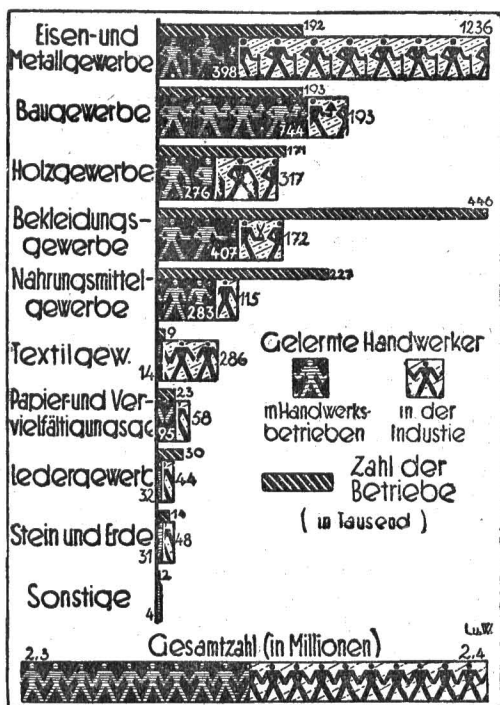 192 1236
Eisen-und
Metallgewerbe
398
193
Baugewerbe
744 193
171
Holzgewerbe
276 317
446
Bekleidungs-
gewerbe
407 172
227
Nahrungsmittel-
gewerbe
283 115
9
Textilgew.
14 286
Gelernte Handwerker
in Handwerks-
betrieben
in der
Industie
23
Papier-und Ver-
vielfältigungsge
95 58
30
Ledergewerb
32 44
Zahl der
Betriebe
(in Tausend)
14
Stein und Erde
31 48
12
Sonstige
4
L.u.W.
Gesamtzahl (in Millionen)
2,3 2,4